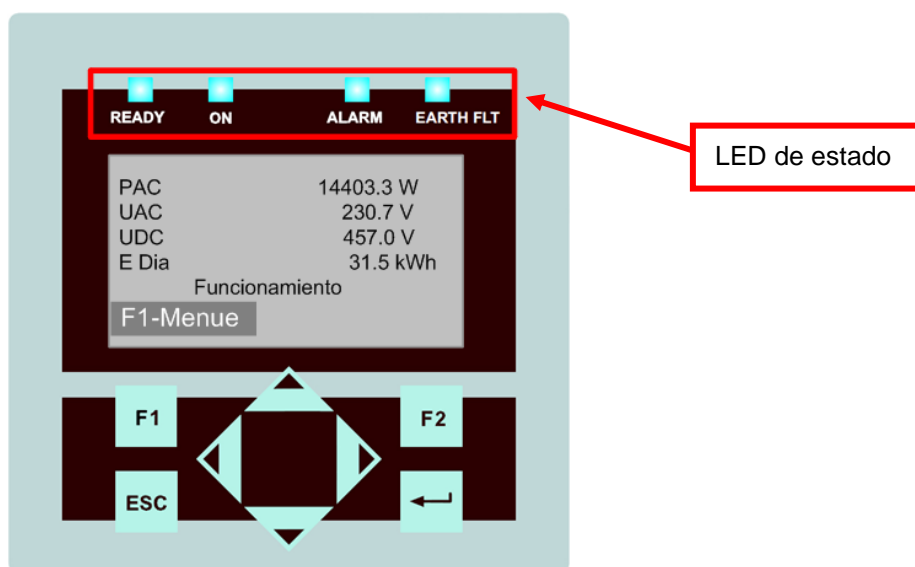 READY ON ALARM EARTH FLT
LED de estado
PAC 14403.3 W
UAC 230.7 V
UDC 457.0 V
E Dia 31.5 kWh
Funcionamiento
F1-Menue
F1 F2
ESC